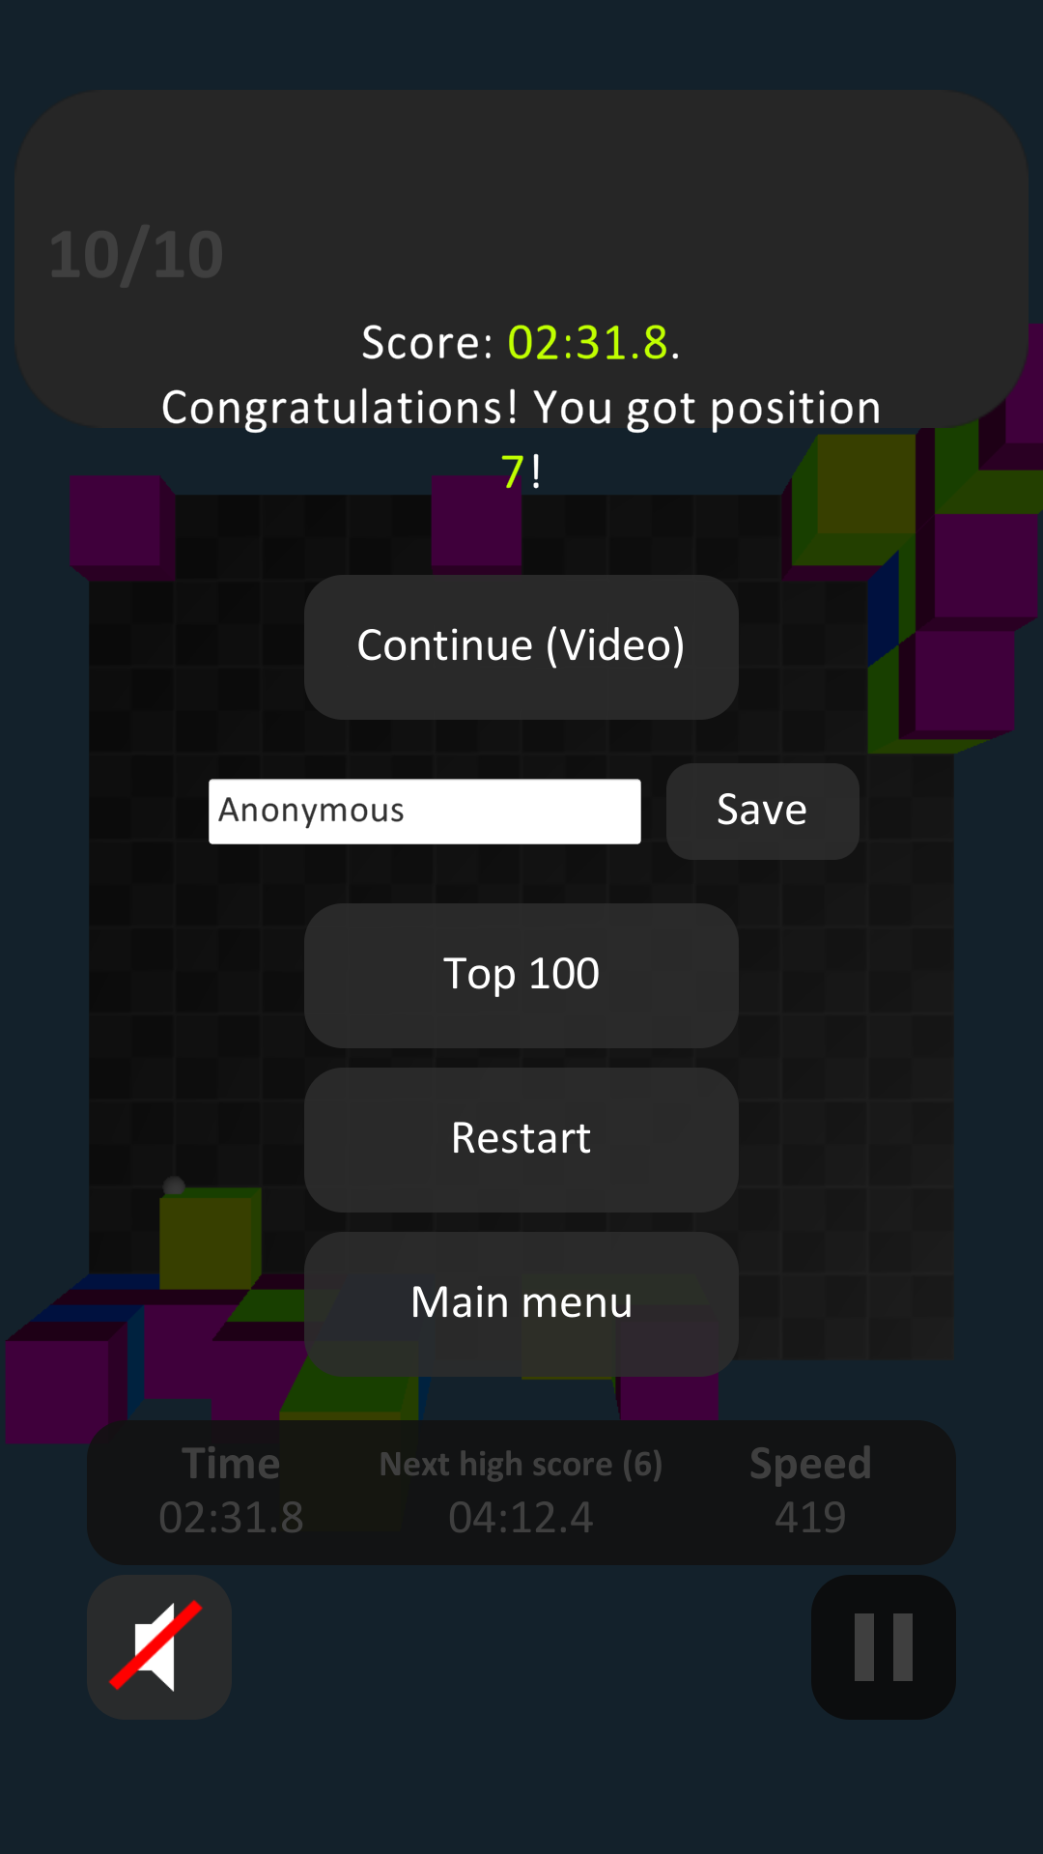 10/10
Score: 02:31.8.
Congratulations! You got position
7!
Continue (Video)
Anonymous
Save
Top 100
Restart
Main menu
Time
Next high score (6)
Speed
02:31.8
04:12.4
419